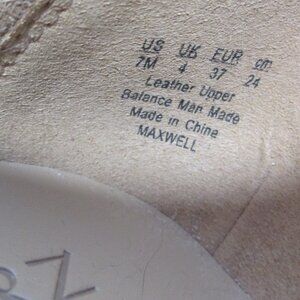 US UK EUR cm
7M 4 37 24
Leather Upper
Balance Man Made
Made in China
MAXWELL